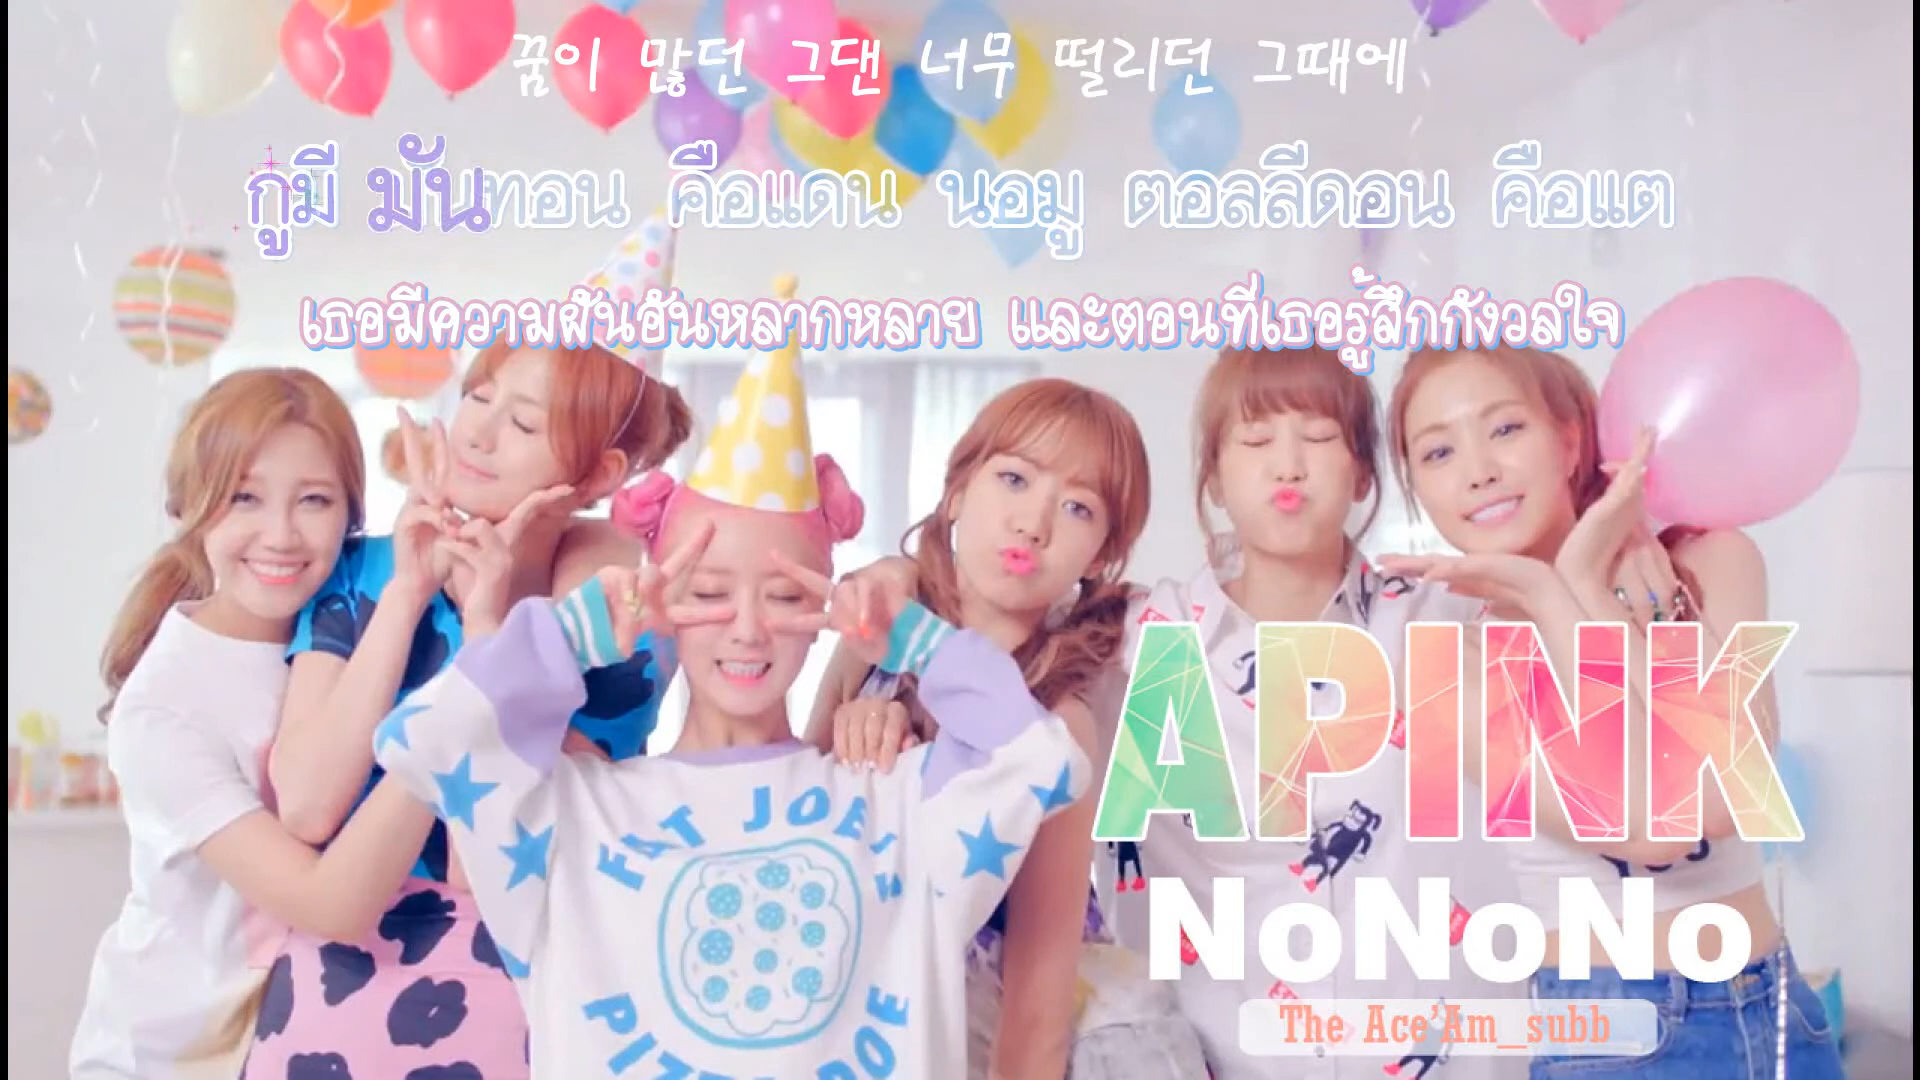 꿈이 많던 그댄 너무 떨리던 그때에
กูมี มันทอน คือแดน นอมู ตอลลีดอน คือแต
เธอมีความฝันอันหลากหลาย และตอนที่เธอรู้สึกกังวลใจ
FAT JOE'S
PIZZ
APINK
NoNoNo
The Ace'Am_subb